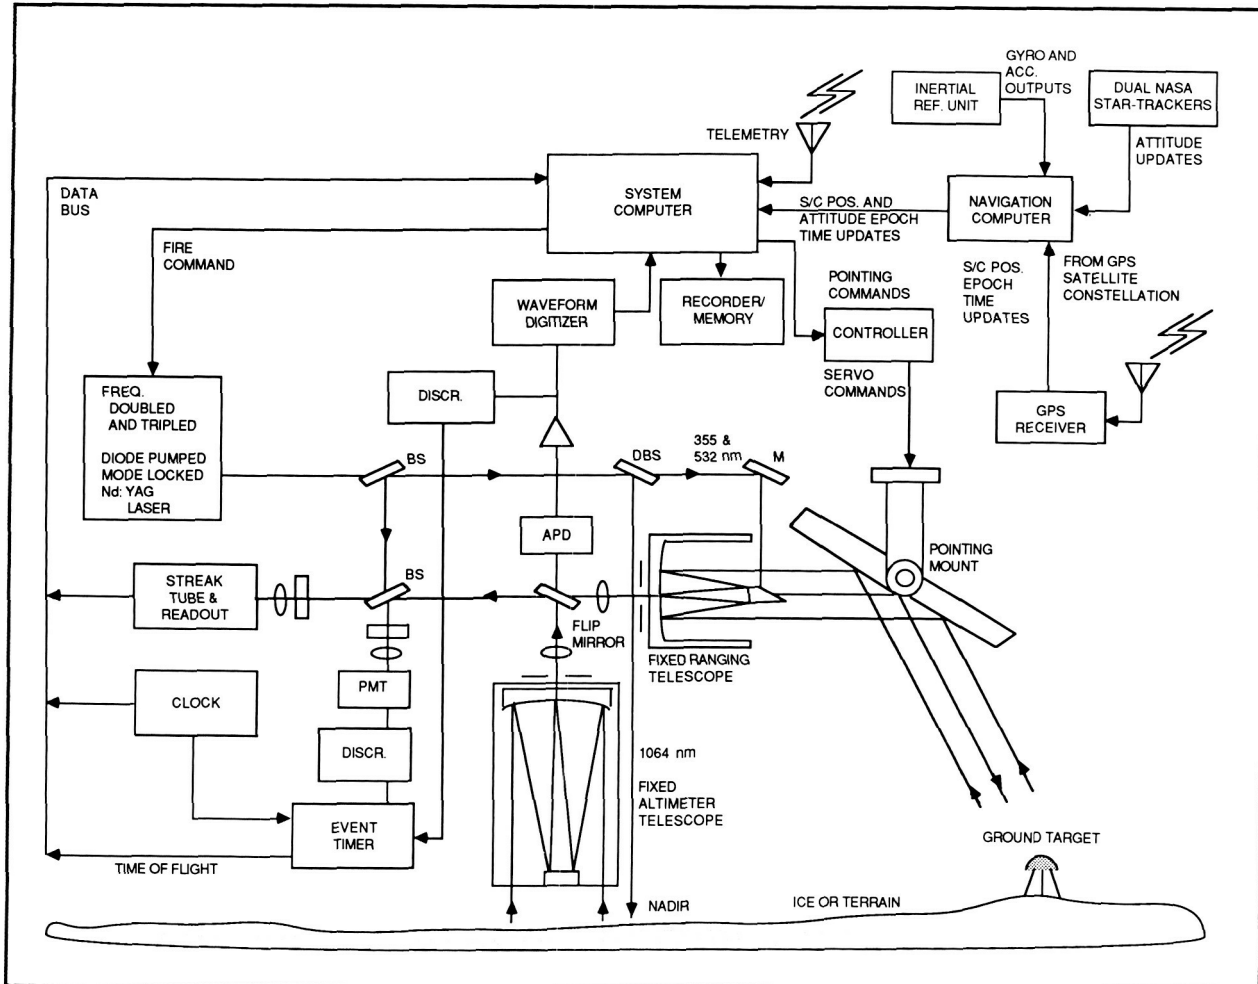 GYRO AND
ACC.
OUTPUTS
INERTIAL
REF. UNIT
DUAL NASA
STAR-TRACKERS
TELEMETRY
ATTITUDE
UPDATES
DATA
BUS
SYSTEM
COMPUTER
S/C POS. AND
ATTITUDE EPOCH
TIME UPDATES
NAVIGATION
COMPUTER
FIRE
COMMAND
S/C POS.
EPOCH
TIME
UPDATES
FROM GPS
SATELLITE
CONSTELLATION
WAVEFORM
DIGITIZER
RECORDER/
MEMORY
POINTING
COMMANDS
CONTROLLER
SERVO
COMMANDS
FREQ.
DOUBLED
AND TRIPLED
DIODE PUMPED
MODE LOCKED
Nd: YAG
LASER
DISCR.
GPS
RECEIVER
BS
DBS
355 &
532 nm
M
APD
POINTING
MOUNT
STREAK
TUBE &
READOUT
BS
FLIP
MIRROR
FIXED RANGING
TELESCOPE
PMT
CLOCK
DISCR.
1064 nm
FIXED
ALTIMETER
TELESCOPE
EVENT
TIMER
TIME OF FLIGHT
GROUND TARGET
NADIR
ICE OR TERRAIN